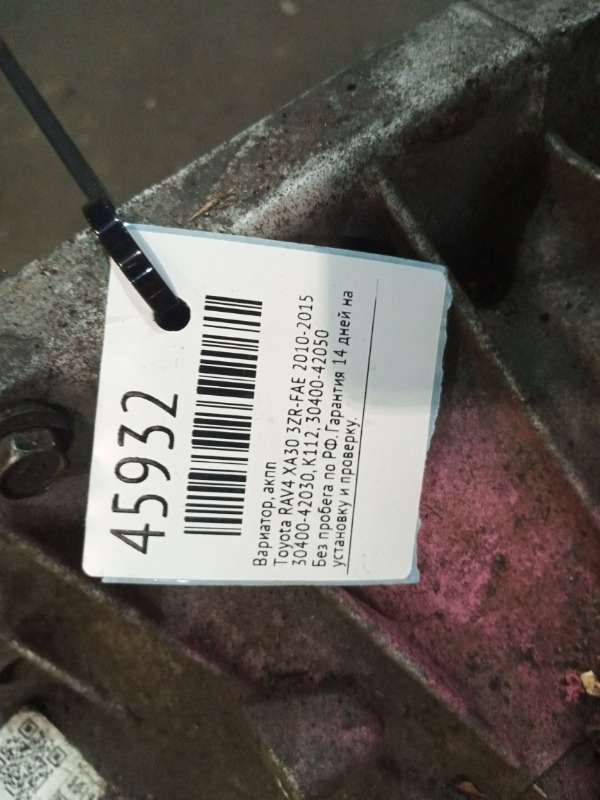 45932
Вариатор, акпп
Toyota RAV4 XA30 3ZR-FAE 2010-2015
30400-42030, K112, 30400-42050
Без пробега по РФ. Гарантия 14 дней на
установку и проверку.